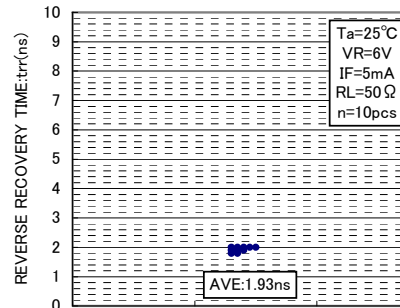 REVERSE RECOVERY TIME:trr(ns)
10
9
8
7
6
5
4
3
2
1
0
Ta=25℃
VR=6V
IF=5mA
RL=50Ω
n=10pcs
AVE:1.93ns